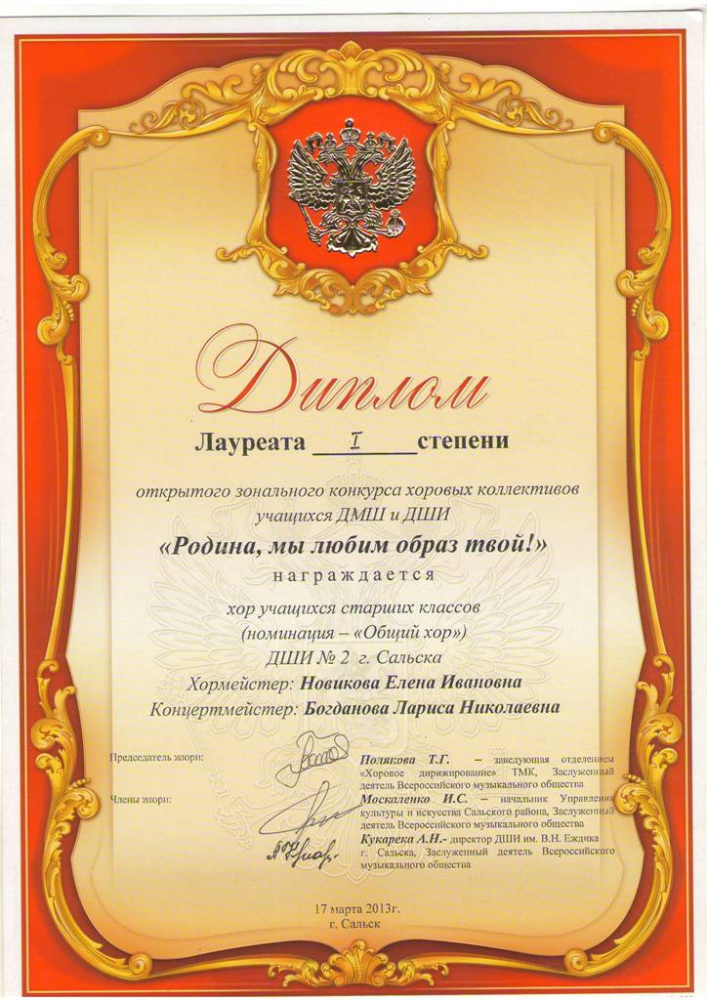 Диплом
Лауреата I степени
открытого зонального конкурса хоровых коллективов
учащихся ДМШ и ДШИ
«Родина, мы любим образ твой!»
награждается
хор учащихся старших классов
(номинация – «Общий хор»)
ДШИ № 2 г. Сальска
Хормейстер: Новикова Елена Ивановна
Концертмейстер: Богданова Лариса Николаевна
Председатель жюри:
Полякова Т.Г. – заведующая отделением
«Хоровое дирижирование» ТМК, Заслуженный
деятель Всероссийского музыкального общества
Члены жюри:
Москаленко И.С. – начальник Управления
культуры и искусства Сальского района, Заслуженный
деятель Всероссийского музыкального общества
Кукарека А.Н.- директор ДШИ им. В.Н. Еждика
г. Сальска, Заслуженный деятель Всероссийского
музыкального общества
17 марта 2013г.
г. Сальск